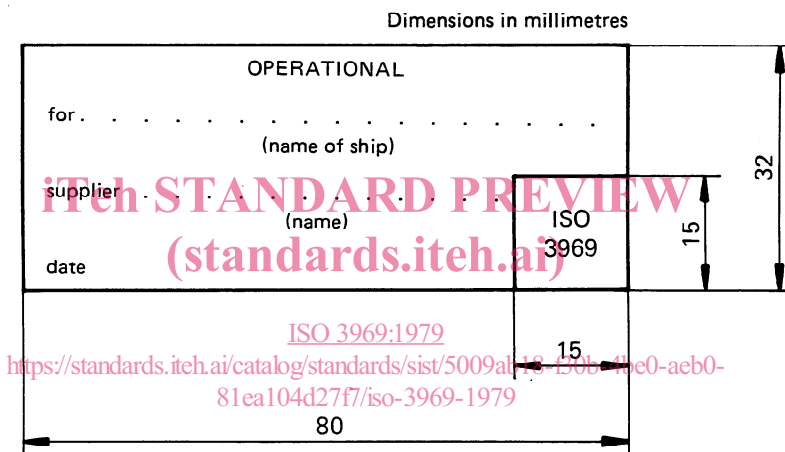 Dimensions in millimetres
OPERATIONAL
for. . . . . . . . . . . . . . . . .
(name of ship)
supplier . . . . . . . . . . . .
iTeh STANDARD PREVIEW
(name)
ISO
3969
(standards.iteh.ai)
date
32
15
ISO 3969:1979
15
https://standards.iteh.ai/catalog/standards/sist/5009ab18-f30b-4be0-aeb0-
81ea104d27f7/iso-3969-1979
80